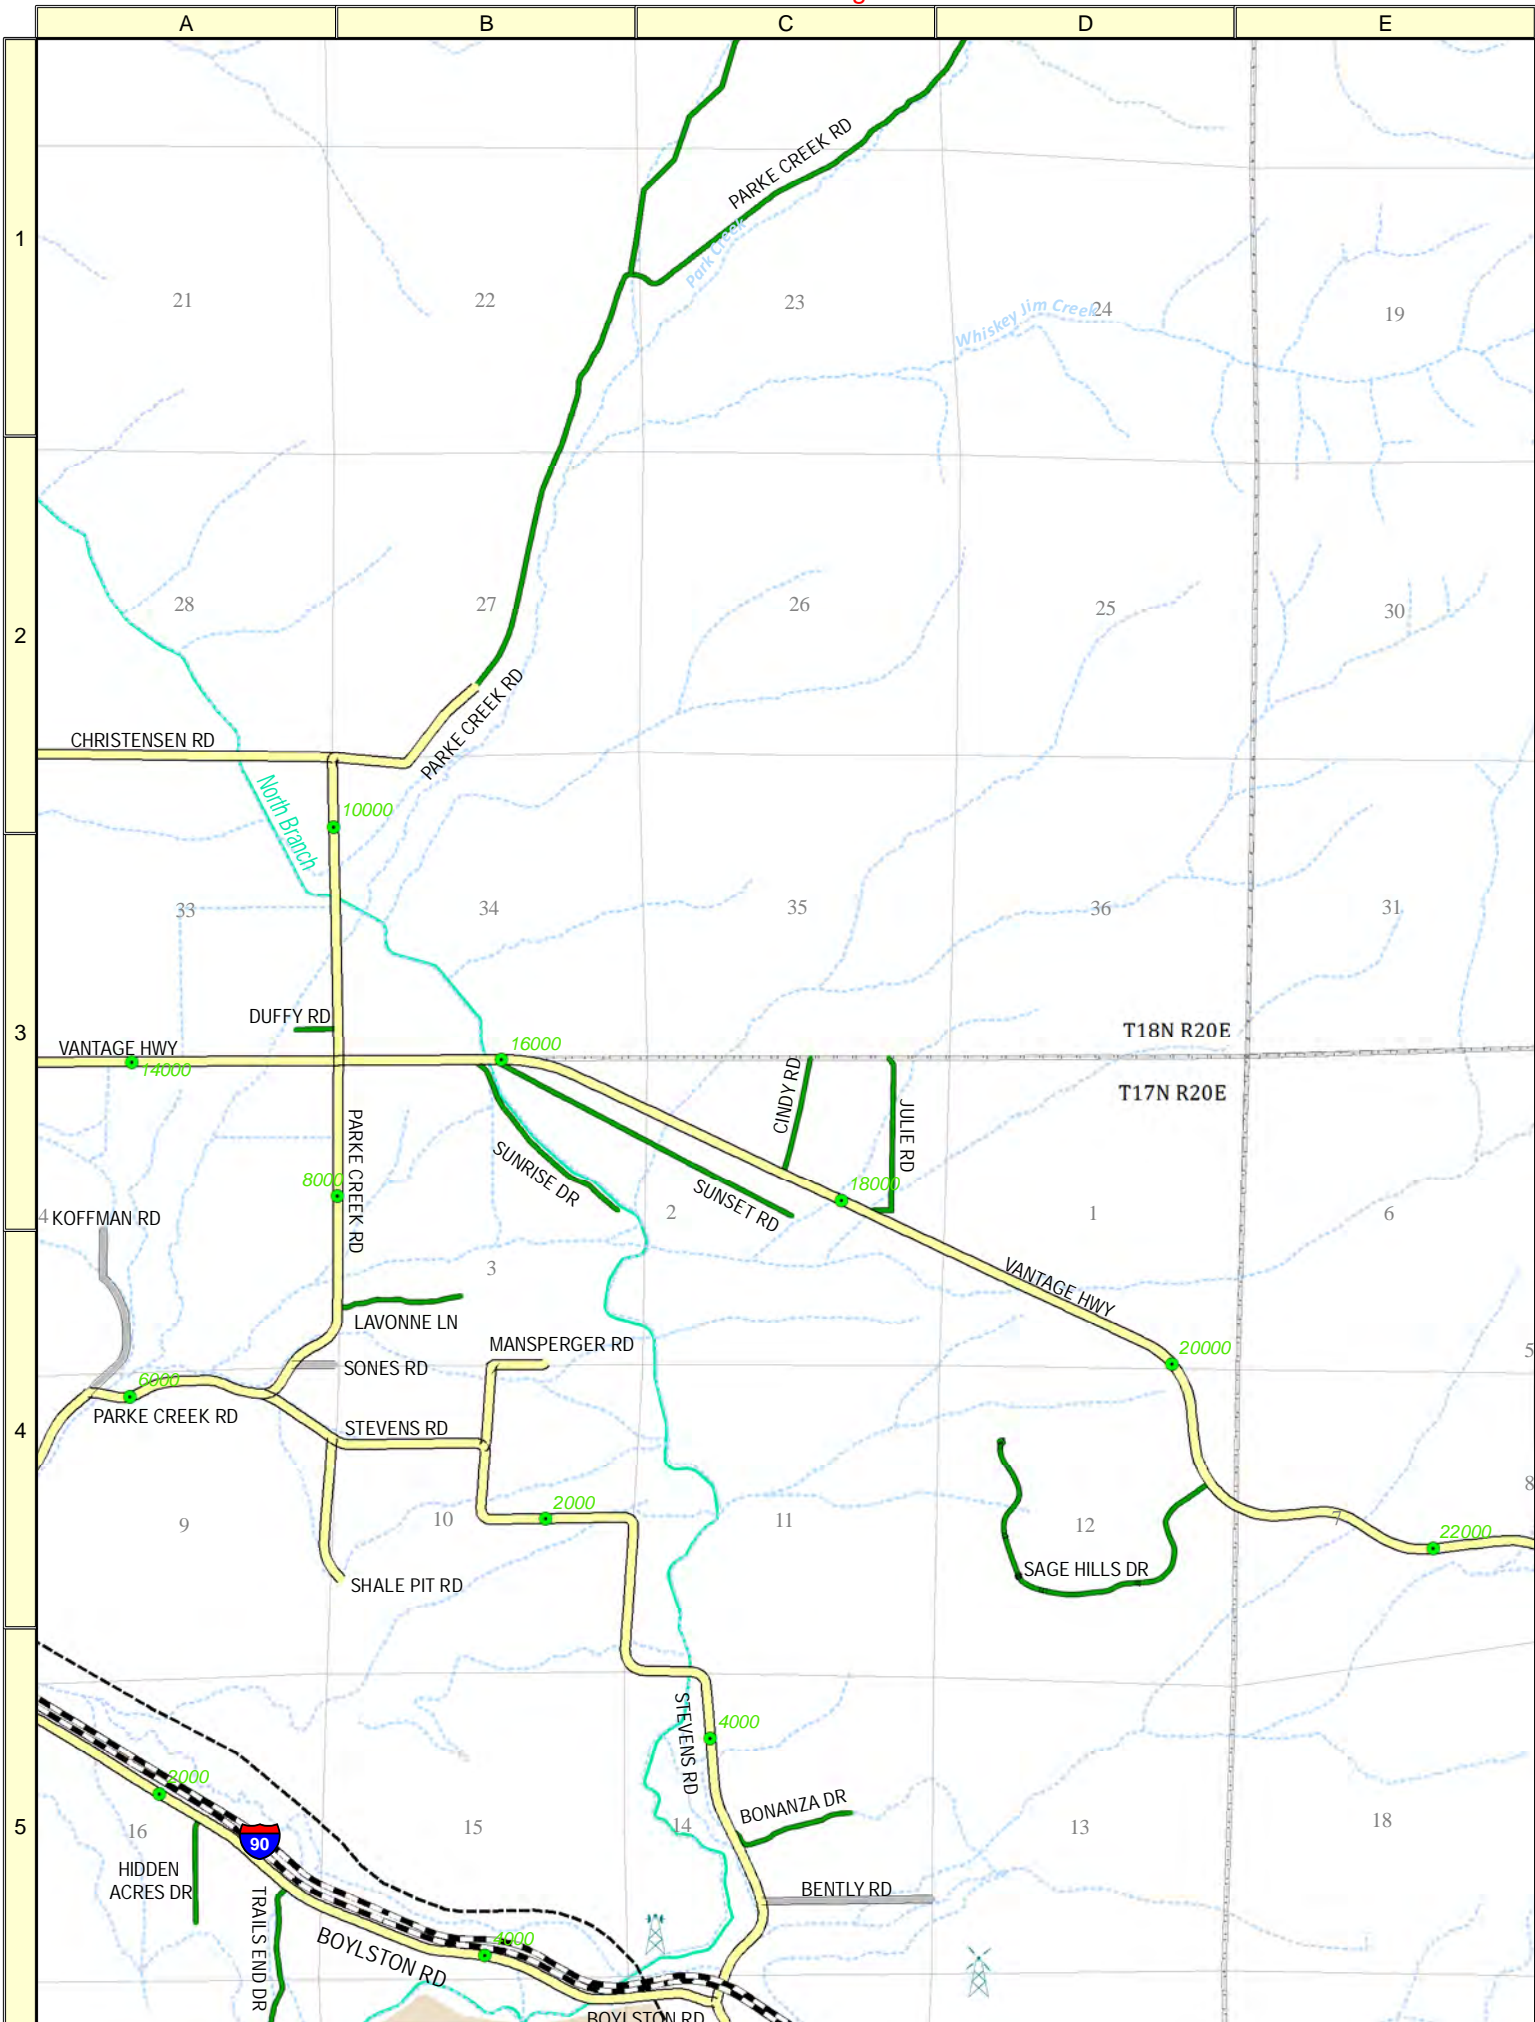 A
B
C
D
E
1
2
3
4
5
PARKE CREEK RD
Park Creek
21
22
23
24
19
Whiskey Jim Creek
28
27
26
25
30
CHRISTENSEN RD
PARKE CREEK RD
North Branch
10000
33
34
35
36
31
DUFFY RD
VANTAGE HWY
14000
16000
T18N R20E
T17N R20E
CINDY RD
JULIE RD
PARKE CREEK RD
8000
SUNRISE DR
SUNSET RD
18000
4
KOFFMAN RD
2
1
6
3
VANTAGE HWY
LAVONNE LN
MANSPERGER RD
SONES RD
20000
5
6000
PARKE CREEK RD
STEVENS RD
9
10
2000
11
12
7
8
22000
SHALE PIT RD
SAGE HILLS DR
STEVENS RD
4000
2000
16
90
15
14
BONANZA DR
13
18
HIDDEN
ACRES DR
TRAILS END DR
BENTLY RD
BOYLSTON RD
4000
BOYLSTON RD